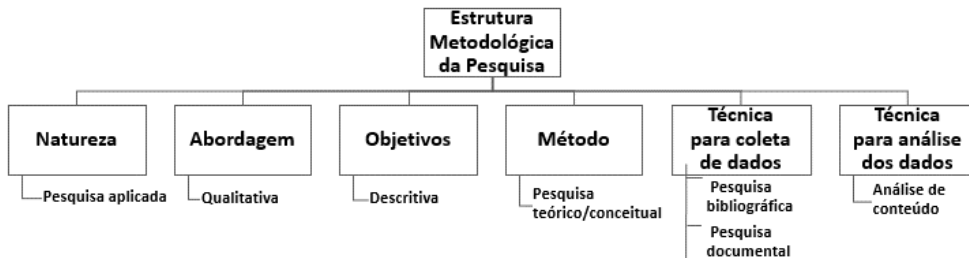 Estrutura
Metodológica
da Pesquisa
Natureza
Abordagem
Objetivos
Método
Técnica
para coleta
de dados
Técnica
para análise
dos dados
Pesquisa aplicada
Qualitativa
Descritiva
Pesquisa
teórico/conceitual
Pesquisa
bibliográfica
Pesquisa
documental
Análise de
conteúdo